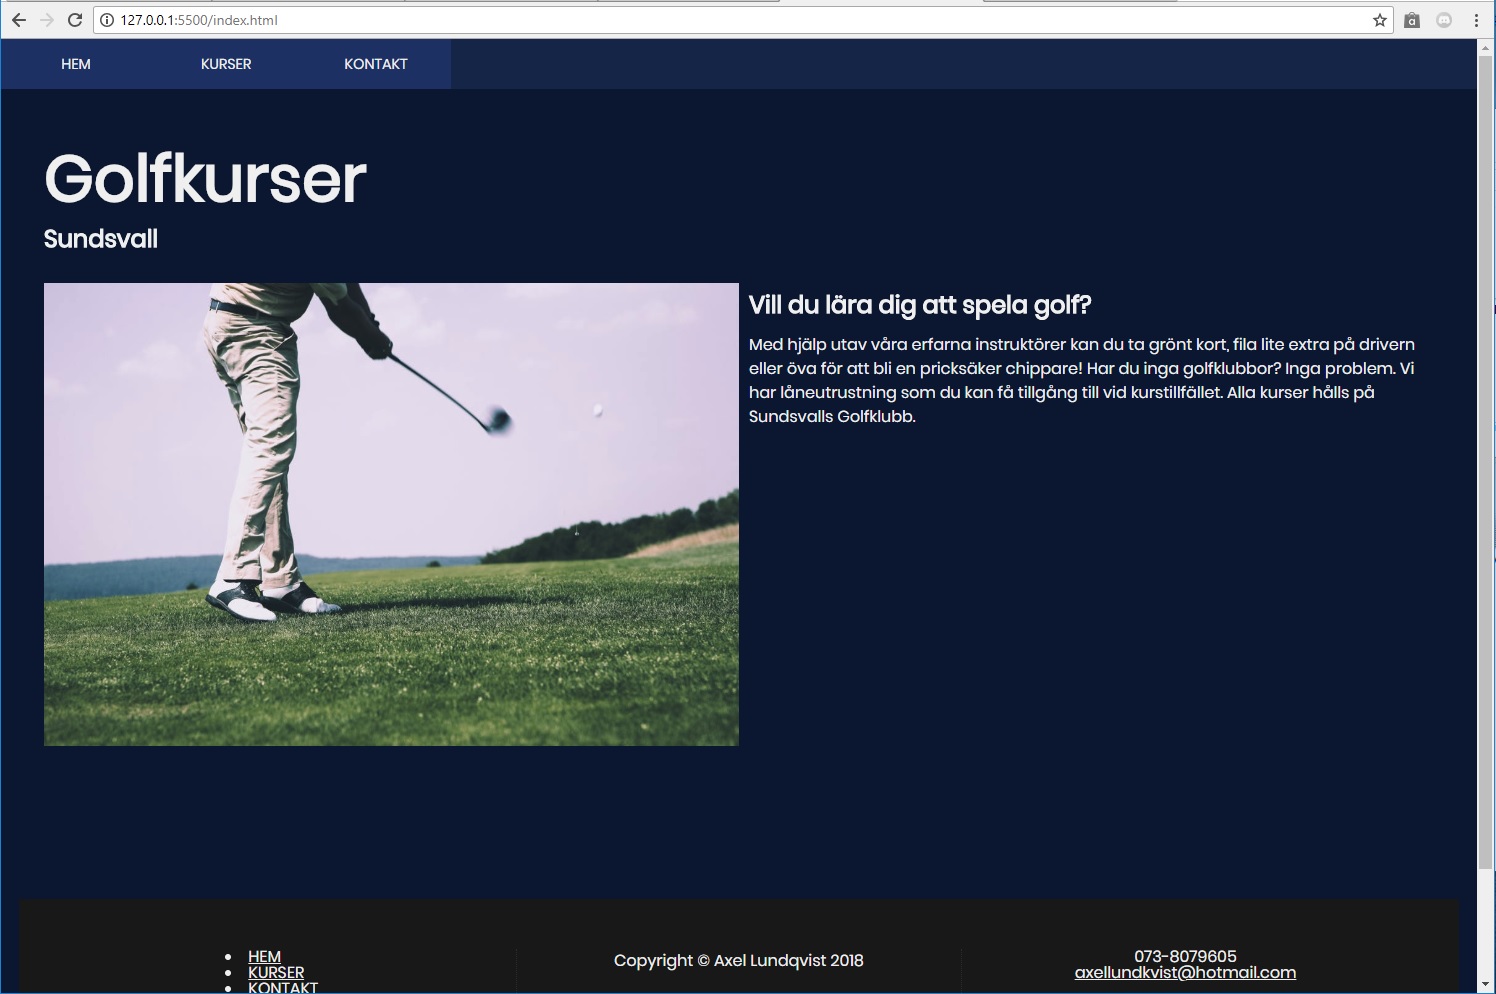 127.0.0.1:5500/index.html
HEM KURSER KONTAKT
Golfkurser
Sundsvall
Vill du lära dig att spela golf?
Med hjälp utav våra erfarna instruktörer kan du ta grönt kort, fila lite extra på drivern
eller öva för att bli en pricksäker chippare! Har du inga golfklubbor? Inga problem. Vi
har låneutrustning som du kan få tillgång till vid kurstillfället. Alla kurser hålls på
Sundsvalls Golfklubb.
HEM
KURSER
KONTAKT
Copyright © Axel Lundqvist 2018
073-8079605
axellundkvist@hotmail.com